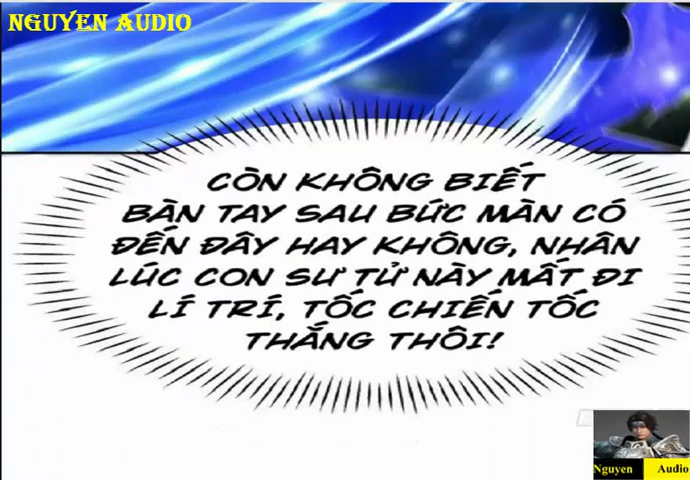 NGUYEN AUDIO
CÒN KHÔNG BIẾT
BÀN TAY SAU BỨC MÀN CÓ
ĐẾN ĐÂY HAY KHÔNG, NHÂN
LÚC CON SƯ TỬ NÀY MẤT ĐI
LÍ TRÍ, TỐC CHIẾN TỐC
THẮNG THÔI!
Nguyen Audio